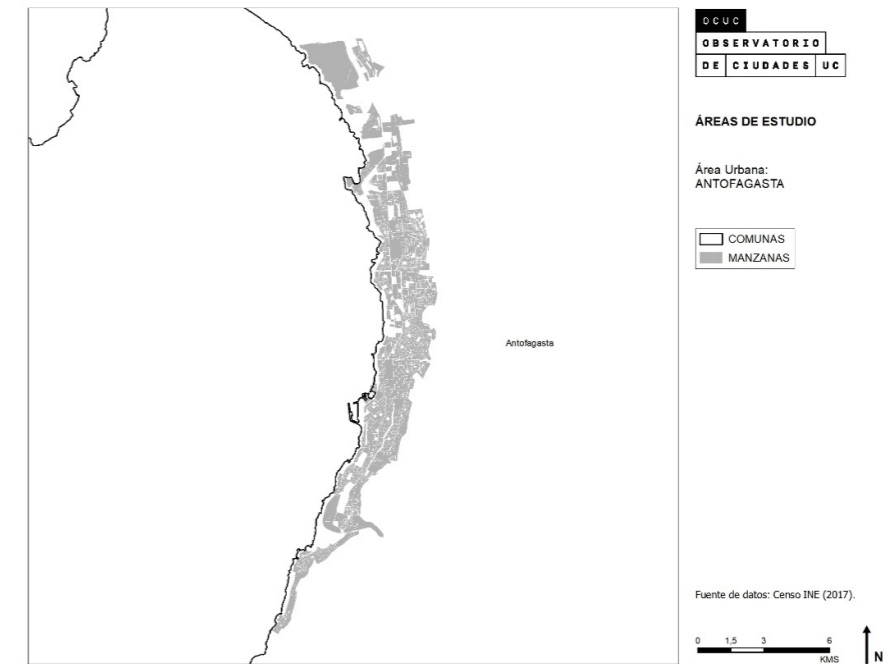 OCUC
OBSERVATORIO
DE CIUDADES UC
ÁREAS DE ESTUDIO
Área Urbana:
ANTOFAGASTA
COMUNAS
MANZANAS
Antofagasta
Fuente de datos: Censo INE (2017).
0 1,5 3 6
KMS
N